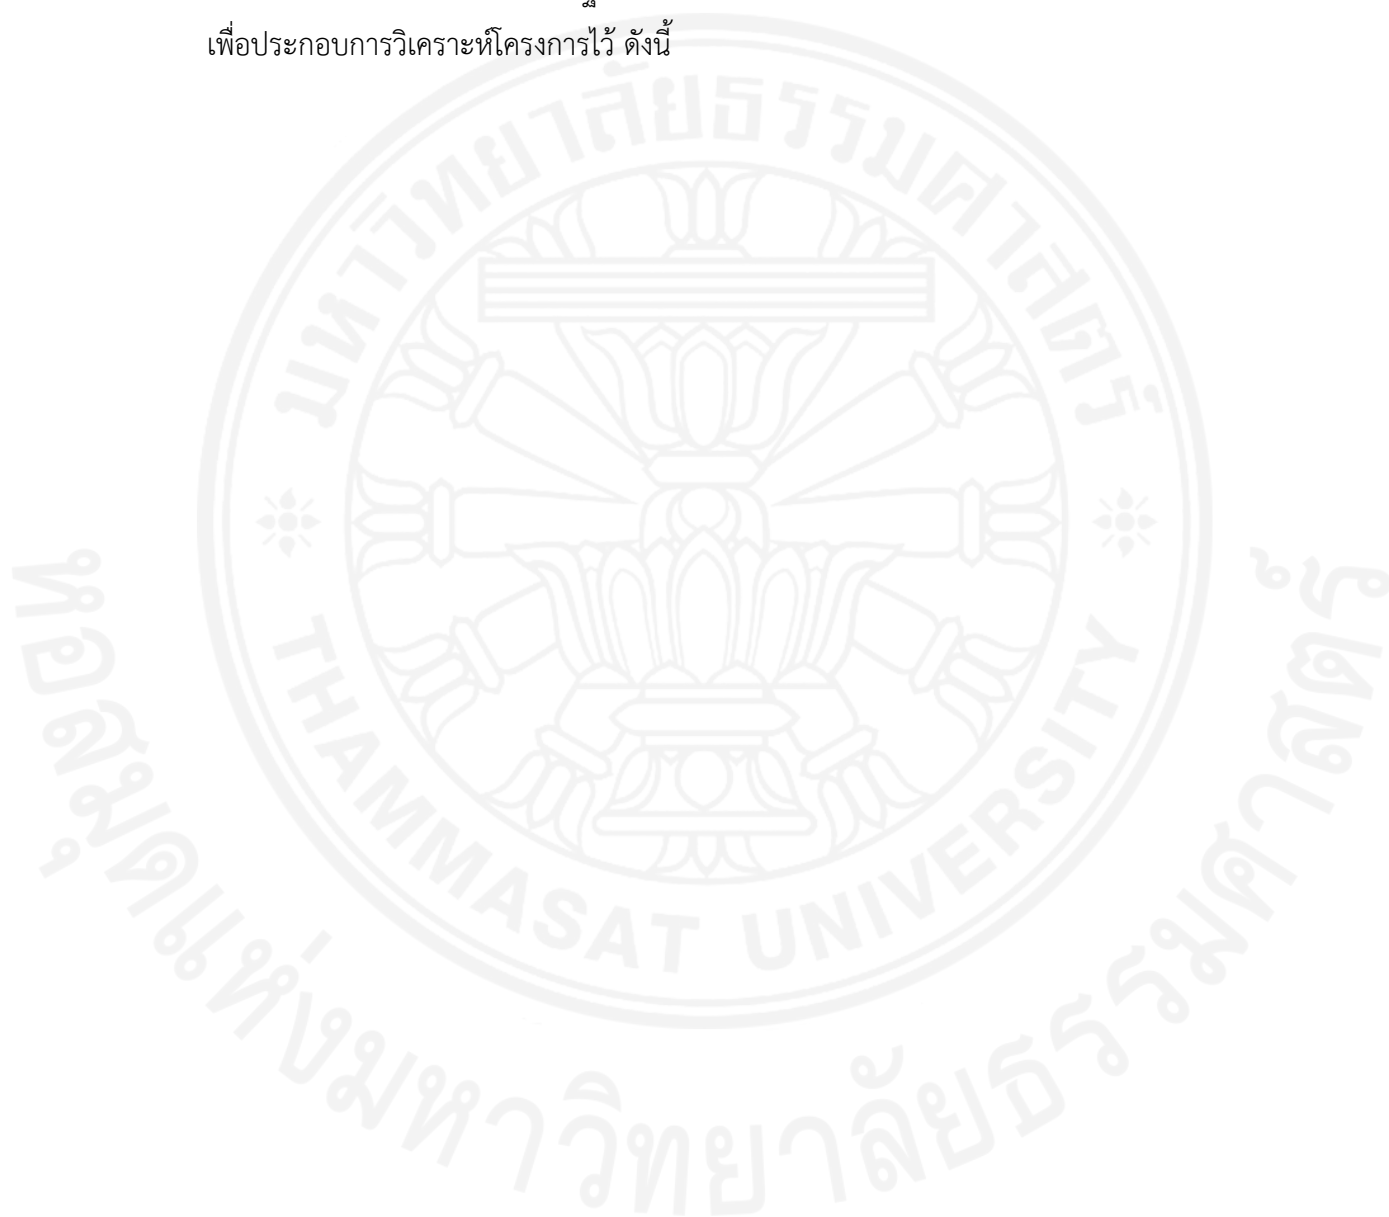 เพื่อประกอบการวิเคราะห์โครงการไว้ ดังนี้
มหาวิทยาลัยธรรมศาสตร์
THAMMASAT UNIVERSITY
หอสมุดแห่งมหาวิทยาลัยธรรมศาสตร์